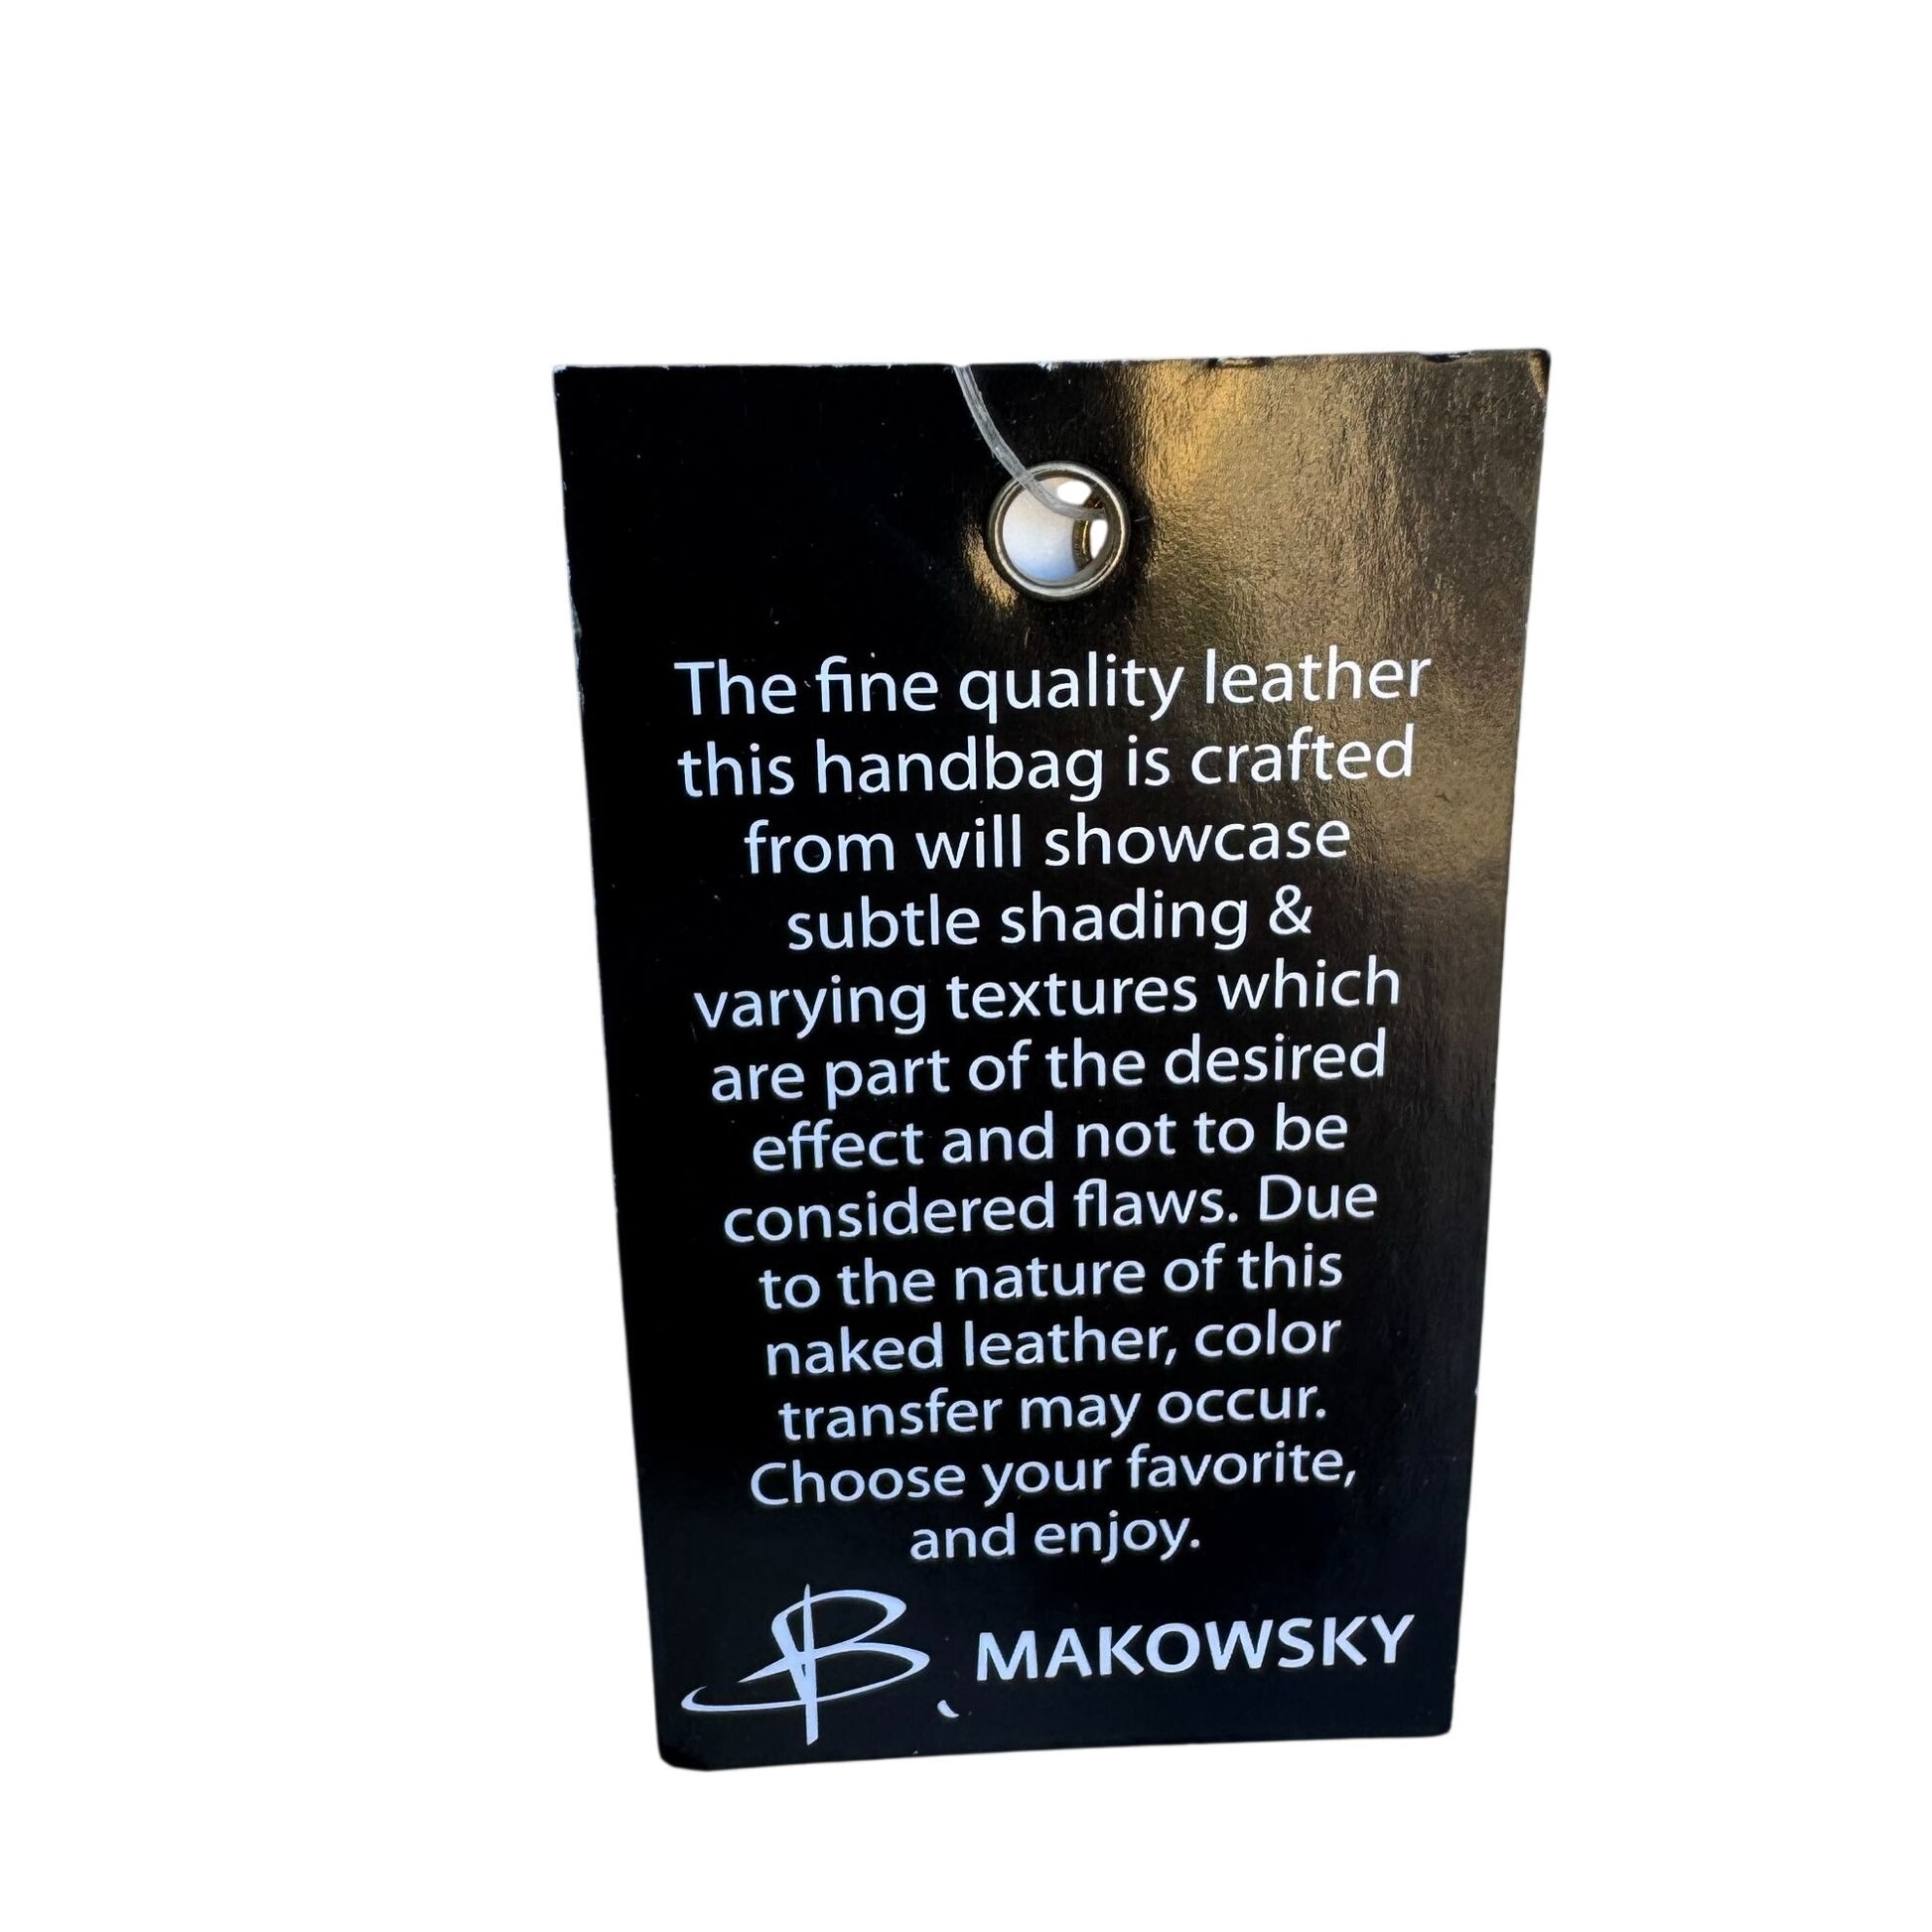 The fine quality leather
this handbag is crafted
from will showcase
subtle shading &
varying textures which
are part of the desired
effect and not to be
considered flaws. Due
to the nature of this
naked leather, color
transfer may occur.
Choose your favorite,
and enjoy.
B. MAKOWSKY